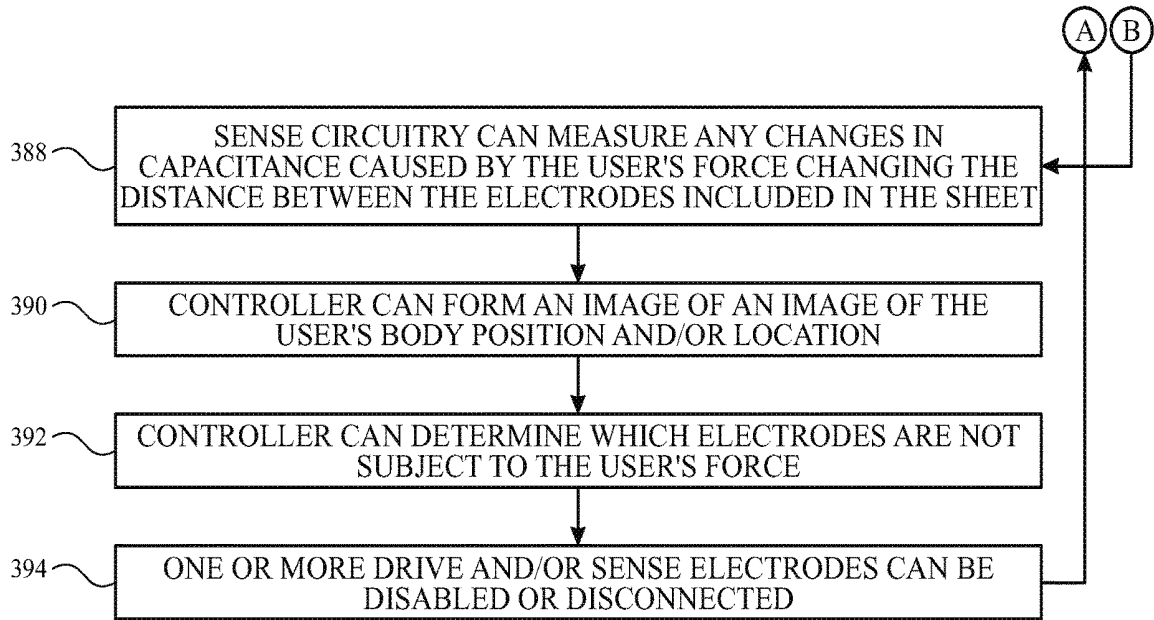 A B
388
SENSE CIRCUITRY CAN MEASURE ANY CHANGES IN
CAPACITANCE CAUSED BY THE USER'S FORCE CHANGING THE
DISTANCE BETWEEN THE ELECTRODES INCLUDED IN THE SHEET
390
CONTROLLER CAN FORM AN IMAGE OF AN IMAGE OF THE
USER'S BODY POSITION AND/OR LOCATION
392
CONTROLLER CAN DETERMINE WHICH ELECTRODES ARE NOT
SUBJECT TO THE USER'S FORCE
394
ONE OR MORE DRIVE AND/OR SENSE ELECTRODES CAN BE
DISABLED OR DISCONNECTED